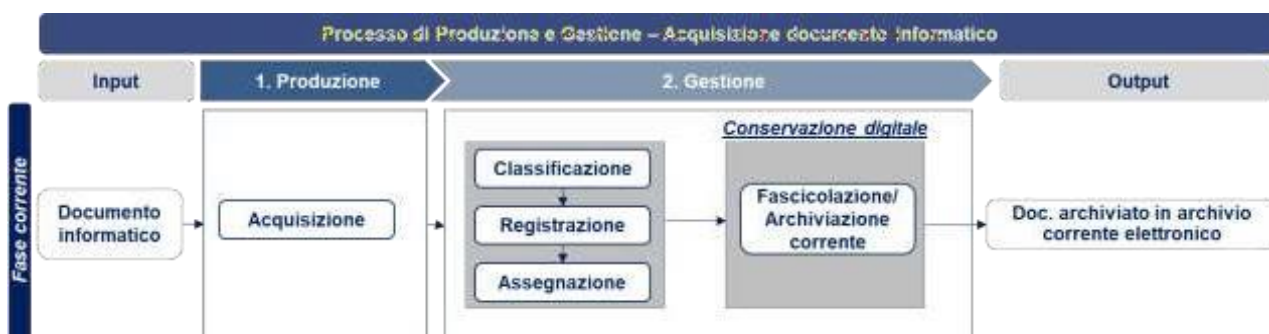 Processo di Produzione e Gestione – Acquisizione documento informatico
Input
1. Produzione
2. Gestione
Output
Fase corrente
Documento
informatico
Acquisizione
Classificazione
Registrazione
Assegnazione
Conservazione digitale
Fascicolazione/
Archiviazione
corrente
Doc. archiviato in archivio
corrente elettronico